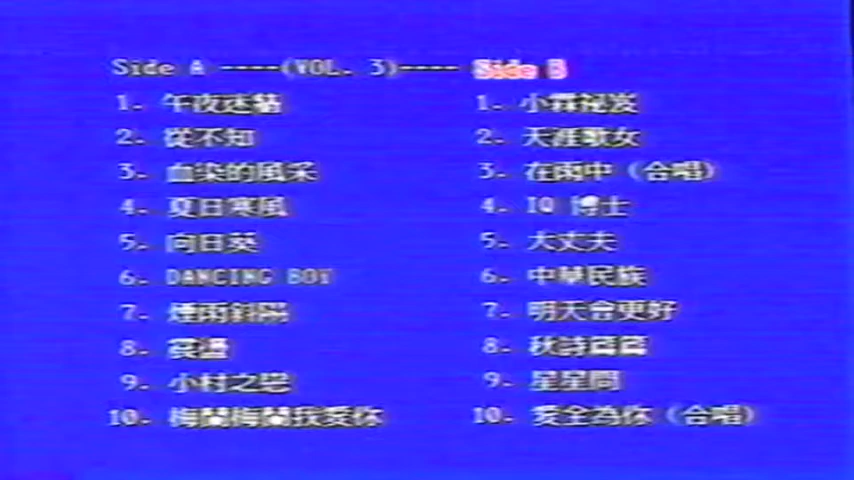 Side A ----(VOL. 3)---- Side B
1. 午夜迷
2. 從不知
3. 血染的風采
4. 夏日寒風
5. 向日葵
6. DANCING BOY
7. 煙雨斜陽
8.
9. 小村之戀
10. 梅蘭梅蘭我愛你
1. 小霖
2. 天涯歌女
3. 在雨中（合唱）
4. IQ 博士
5. 大丈夫
6. 中華民族
7. 明天會更好
8. 秋詩篇篇
9. 星星問
10. 愛全為你（合唱）